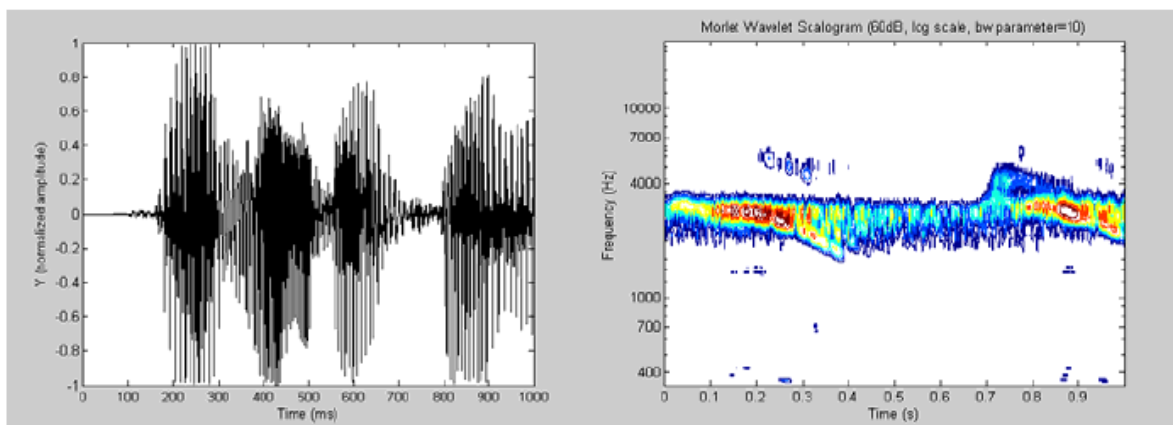 1
0.8
0.6
0.4
0.2
0
-0.2
-0.4
-0.6
-0.8
-1
Y (normalized amplitude)
0 100 200 300 400 500 600 700 800 900 1000
Time (ms)
Morlet Wavelet Scalogram (60dB, log scale, bw parameter=10)
10000
7000
4000
1000
700
400
Frequency (Hz)
0 0.1 0.2 0.3 0.4 0.5 0.6 0.7 0.8 0.9
Time (s)